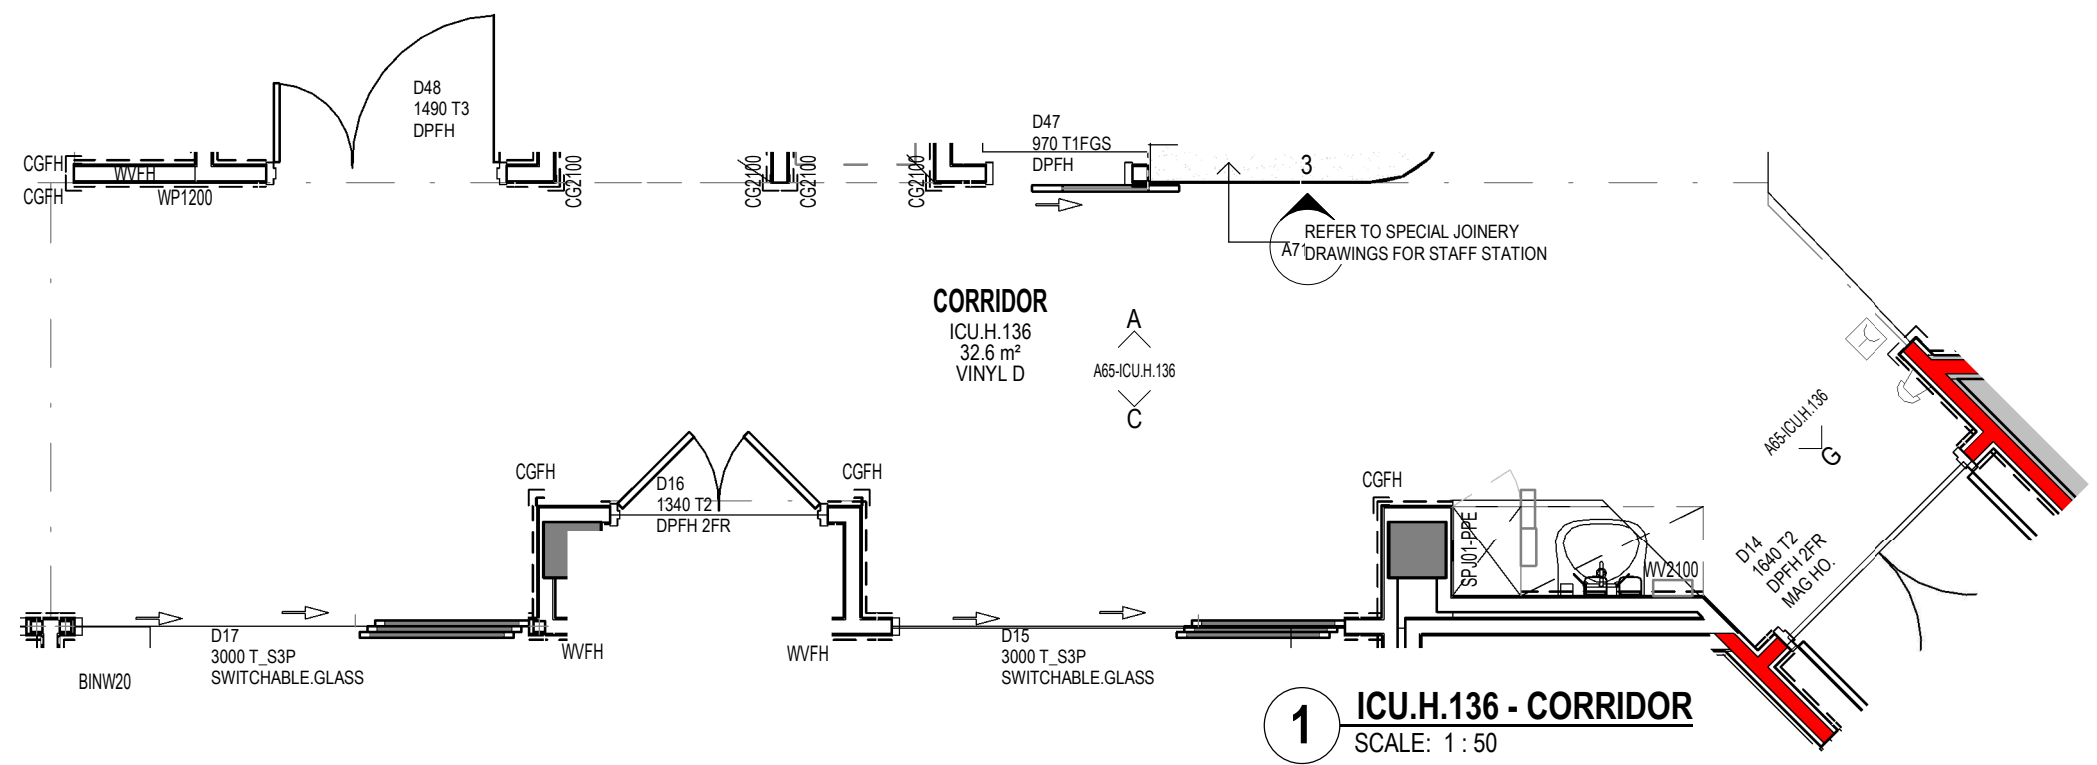 D48
1490 T3
DPFH
CGFH
WVFH
CGFH
WP1200
CG2100
CG2100
CG2100
CG2100
D47
970 T1FGS
DPFH
3
A71
REFER TO SPECIAL JOINERY
DRAWINGS FOR STAFF STATION
CORRIDOR
ICU.H.136
32.6 m²
VINYL D
A
A65-ICU.H.136
C
A65-ICU.H.136
G
CGFH
D16
1340 T2
DPFH 2FR
CGFH
CGFH
SPJ01-PPE
WV2100
D14
1640 T2
DPFH 2FR
MAG HO.
D17
3000 T_S3P
SWITCHABLE.GLASS
BINW20
WVFH
WVFH
D15
3000 T_S3P
SWITCHABLE.GLASS
1
ICU.H.136 - CORRIDOR
SCALE: 1 : 50